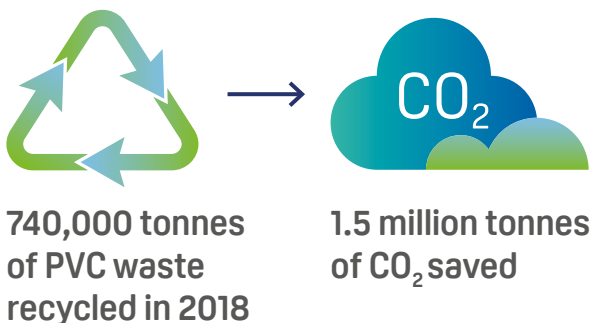 CO₂
740,000 tonnes
of PVC waste
recycled in 2018
1.5 million tonnes
of CO₂ saved